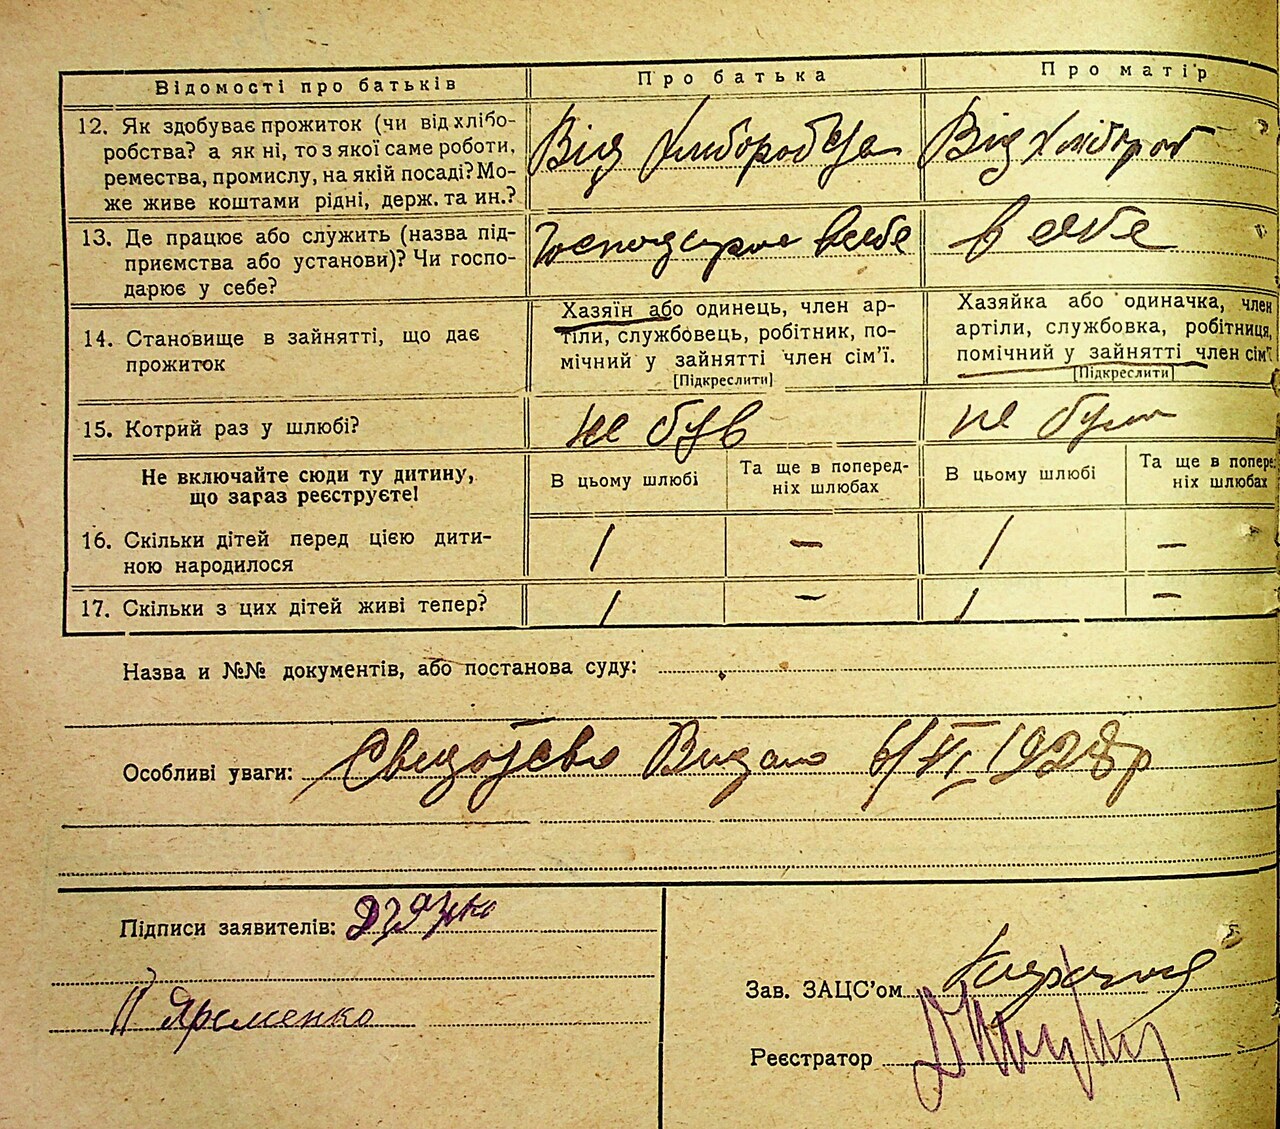 Відомості про батьків
Про батька
Про матір
12. Як здобуває прожиток (чи від хлібо-
робства? а як ні, то з якої саме роботи,
ремества, промислу, на якій посаді? Мо-
же живе коштами рідні, держ. та ин.?
Від Хлиборобства
Від Хлібороб
13. Де працює або служить (назва під-
приємства або установи)? Чи госпо-
дарює у себе?
в себе
в себе
14. Становище в зайнятті, що дає
прожиток
Хазяїн або одинець, член ар-
тіли, службовець, робітник, по-
мічний у зайнятті член сім'ї.
[Підкреслити]
Хазяйка або одиначка, член
артіли, службовка, робітниця,
помічний у зайнятті член сім'ї
[Підкреслити]
15. Котрий раз у шлюбі?
не був
не була
Не включайте сюди ту дитину,
що зараз реєструєте!
В цьому шлюбі
Та ще в поперед-
ніх шлюбах
В цьому шлюбі
Та ще в попере
ніх шлюбах
16. Скільки дітей перед цією дити-
ною народилося
1 — 1 —
17. Скільки з цих дітей живі тепер?
1 — 1 —
Назва и №№ документів, або постанова суду:
Особливі уваги: Видано 6/VI 1928 р
Підписи заявителів:
Яременко
Зав. ЗАЦС'ом
Реєстратор